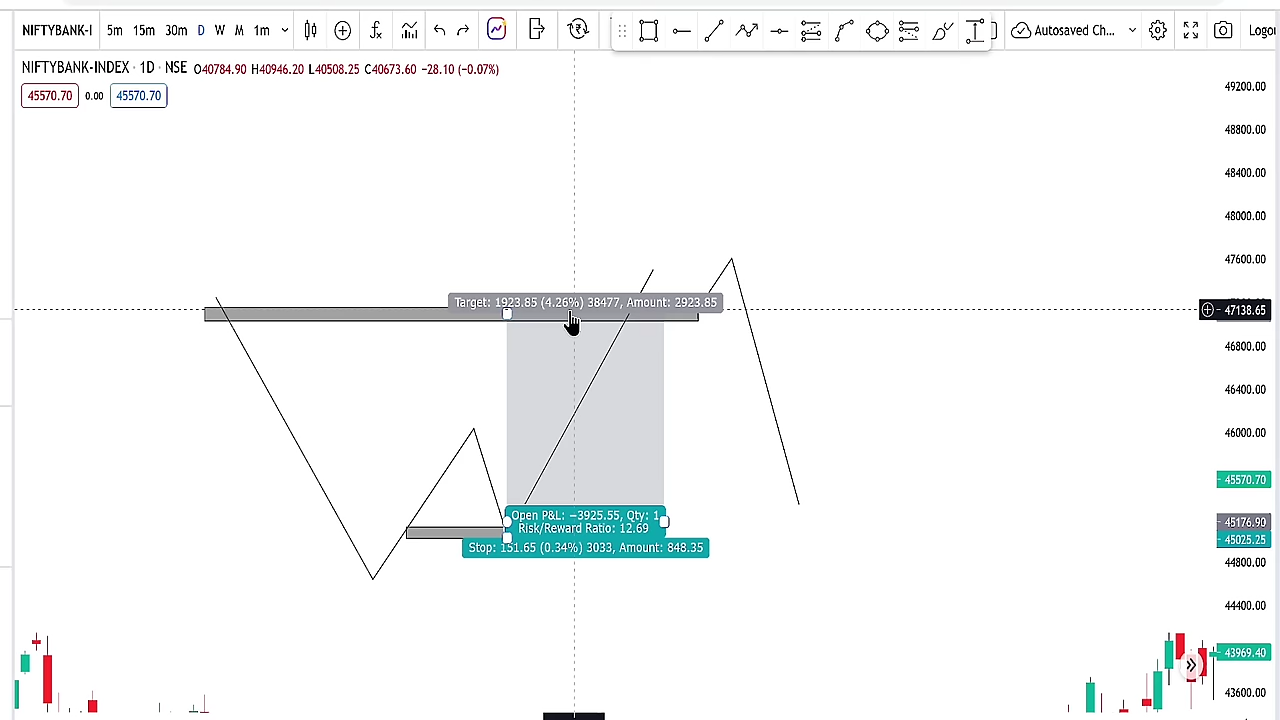 NIFTYBANK-I 5m 15m 30m D W M 1m Autosaved Ch... Logo
NIFTYBANK-INDEX · 1D · NSE O40784.90 H40946.20 L40508.25 C40673.60 −28.10 (−0.07%)
45570.70 0.00 45570.70
49200.00
48800.00
48400.00
48000.00
47600.00
Target: 1923.85 (4.26%) 38477, Amount: 2923.85
47138.65
46800.00
46400.00
46000.00
45570.70
Open P&L: −3925.55, Qty: 1
45176.90
Risk/Reward Ratio: 12.69
45025.25
Stop: 151.65 (0.34%) 3033, Amount: 848.35
44800.00
44400.00
43969.40
43600.00